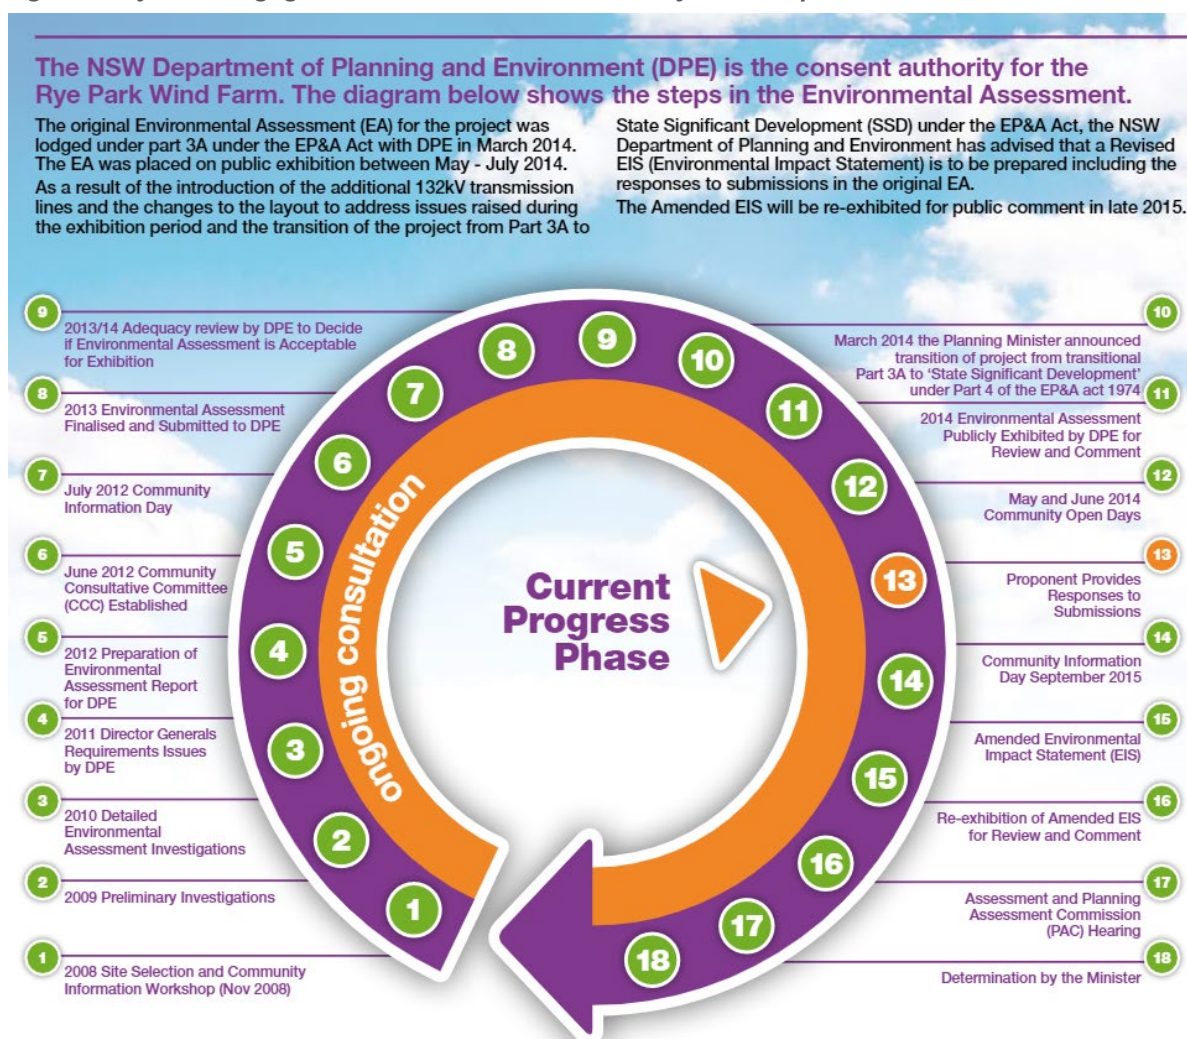 The NSW Department of Planning and Environment (DPE) is the consent authority for the
Rye Park Wind Farm. The diagram below shows the steps in the Environmental Assessment.
The original Environmental Assessment (EA) for the project was
lodged under part 3A under the EP&A Act with DPE in March 2014.
The EA was placed on public exhibition between May - July 2014.
As a result of the introduction of the additional 132kV transmission
lines and the changes to the layout to address issues raised during
the exhibition period and the transition of the project from Part 3A to
State Significant Development (SSD) under the EP&A Act, the NSW
Department of Planning and Environment has advised that a Revised
EIS (Environmental Impact Statement) is to be prepared including the
responses to submissions in the original EA.
The Amended EIS will be re-exhibited for public comment in late 2015.
9
2013/14 Adequacy review by DPE to Decide
if Environmental Assessment is Acceptable
for Exhibition
8
2013 Environmental Assessment
Finalised and Submitted to DPE
7
July 2012 Community
Information Day
6
June 2012 Community
Consultative Committee
(CCC) Established
5
2012 Preparation of
Environmental
Assessment Report
for DPE
4
2011 Director Generals
Requirements Issues
by DPE
3
2010 Detailed
Environmental
Assessment Investigations
2
2009 Preliminary Investigations
1
2008 Site Selection and Community
Information Workshop (Nov 2008)
1
2
3
4
5
6
7
8
9
10
11
12
13
14
15
16
17
18
ongoing consultation
Current
Progress
Phase
10
March 2014 the Planning Minister announced
transition of project from transitional
Part 3A to ‘State Significant Development’
under Part 4 of the EP&A act 1974
11
2014 Environmental Assessment
Publicly Exhibited by DPE for
Review and Comment
12
May and June 2014
Community Open Days
13
Proponent Provides
Responses to
Submissions
14
Community Information
Day September 2015
15
Amended Environmental
Impact Statement (EIS)
16
Re-exhibition of Amended EIS
for Review and Comment
17
Assessment and Planning
Assessment Commission
(PAC) Hearing
18
Determination by the Minister